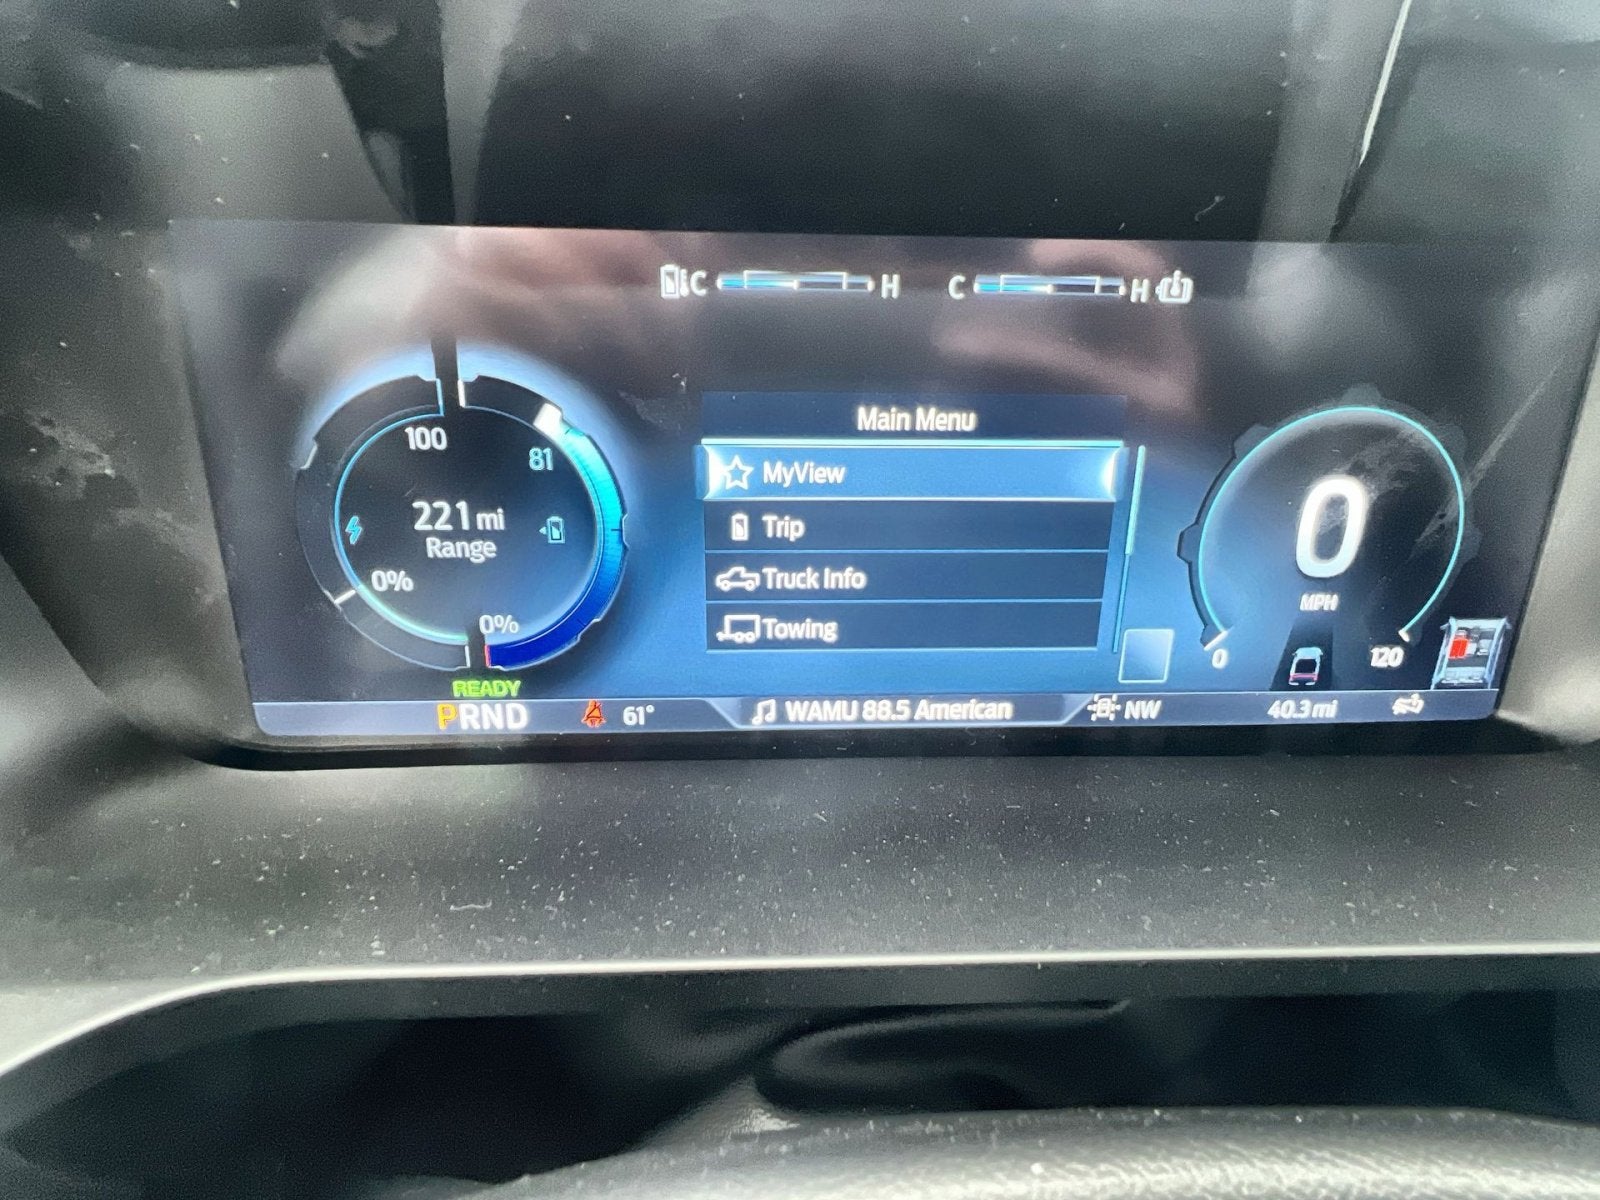 C H
C H
Main Menu
MyView
Trip
Truck Info
Towing
100
81
221 mi
Range
0%
0%
READY
PRND
61°
WAMU 88.5 American
NW
0
MPH
0
120
40.3 mi